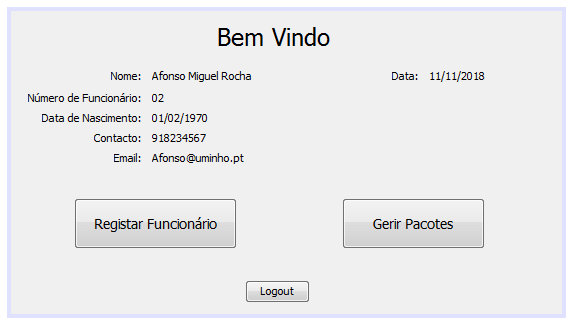 Bem Vindo
Nome: Afonso Miguel Rocha Data: 11/11/2018
Número de Funcionário: 02
Data de Nascimento: 01/02/1970
Contacto: 918234567
Email: Afonso@uminho.pt
Registar Funcionário Gerir Pacotes
Logout